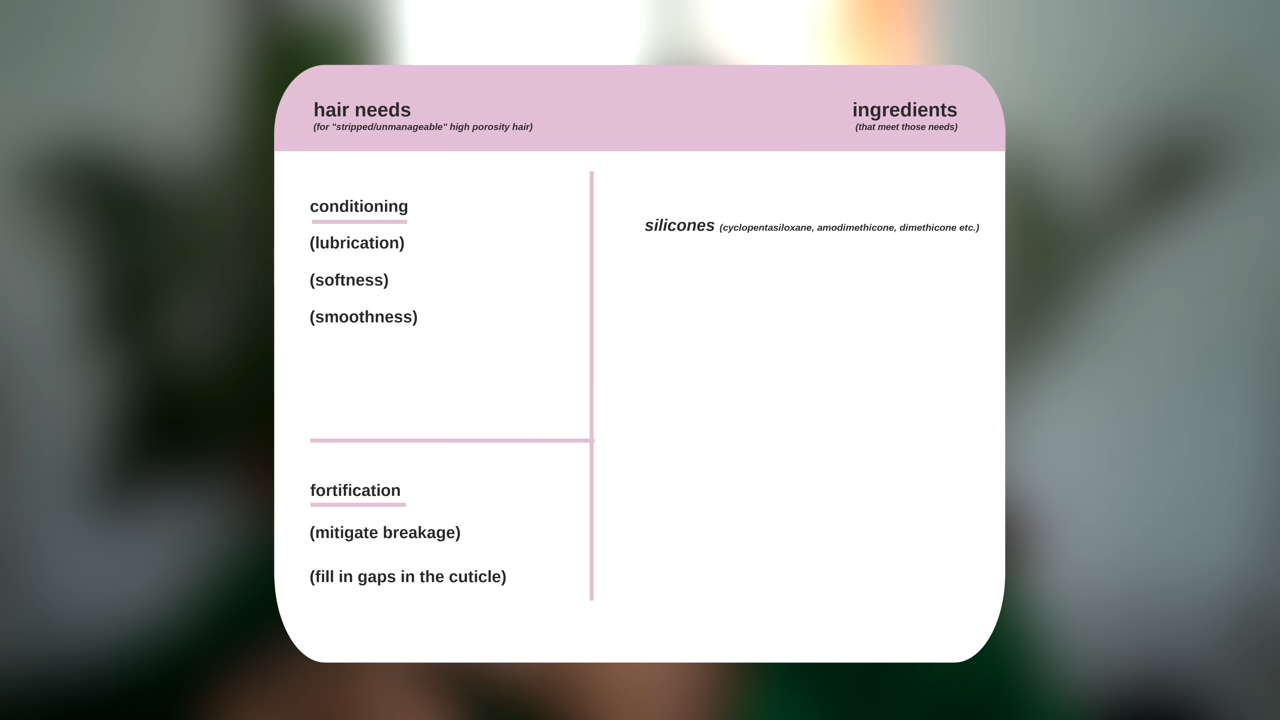 hair needs
(for "stripped/unmanageable" high porosity hair)
ingredients
(that meet those needs)
conditioning
(lubrication)
(softness)
(smoothness)
silicones (cyclopentasiloxane, amodimethicone, dimethicone etc.)
fortification
(mitigate breakage)
(fill in gaps in the cuticle)